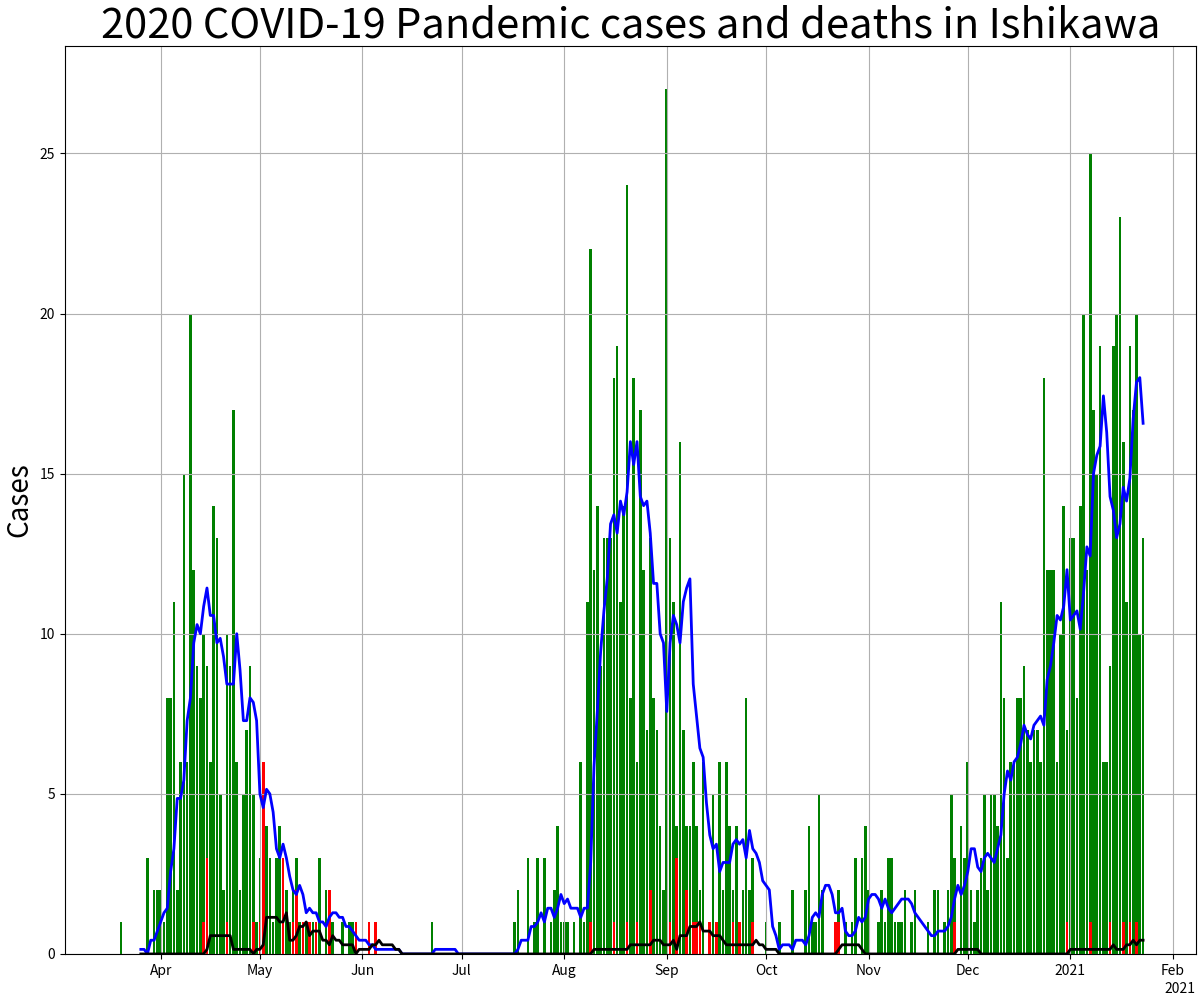 2020 COVID-19 Pandemic cases and deaths in Ishikawa
Cases
25
20
15
10
5
0
Apr May Jun Jul Aug Sep Oct Nov Dec 2021 Feb
2021